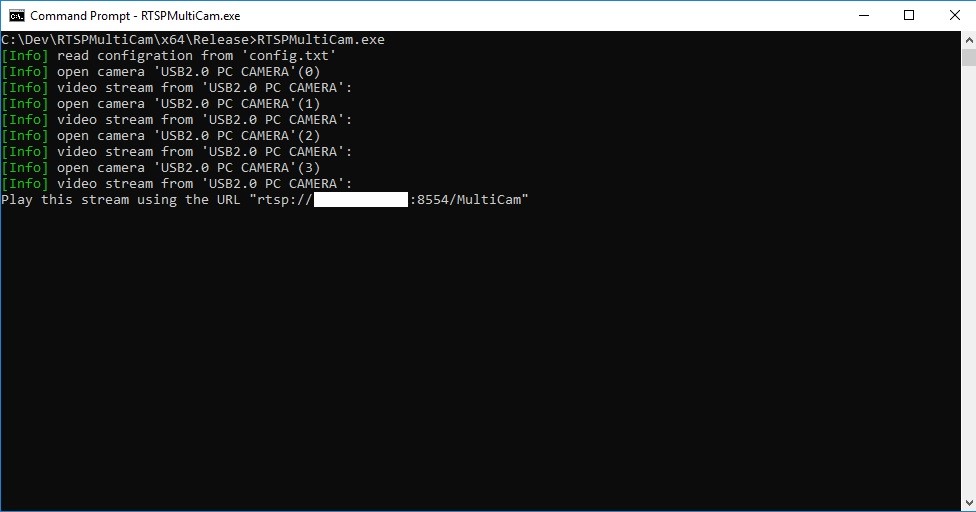 Command Prompt - RTSPMultiCam.exe
C:\Dev\RTSPMultiCam\x64\Release>RTSPMultiCam.exe
[Info] read configration from 'config.txt'
[Info] open camera 'USB2.0 PC CAMERA'(0)
[Info] video stream from 'USB2.0 PC CAMERA':
[Info] open camera 'USB2.0 PC CAMERA'(1)
[Info] video stream from 'USB2.0 PC CAMERA':
[Info] open camera 'USB2.0 PC CAMERA'(2)
[Info] video stream from 'USB2.0 PC CAMERA':
[Info] open camera 'USB2.0 PC CAMERA'(3)
[Info] video stream from 'USB2.0 PC CAMERA':
Play this stream using the URL "rtsp:// :8554/MultiCam"